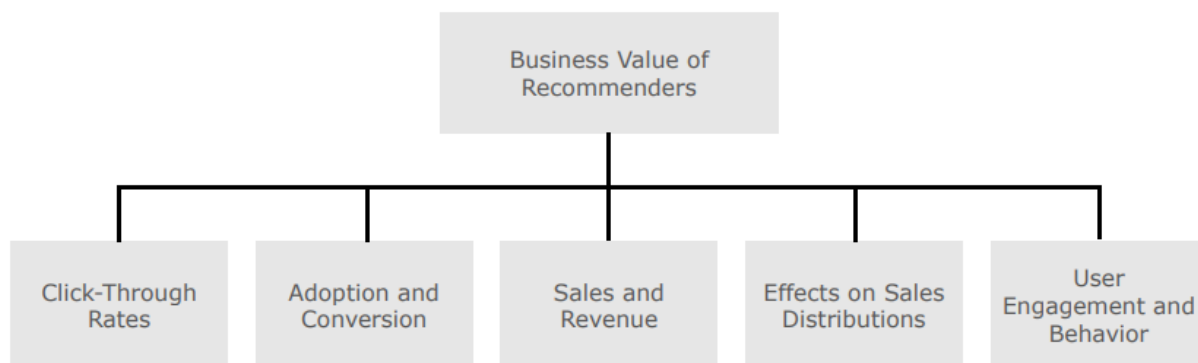 Business Value of
Recommenders
Click-Through
Rates
Adoption and
Conversion
Sales and
Revenue
Effects on Sales
Distributions
User
Engagement and
Behavior